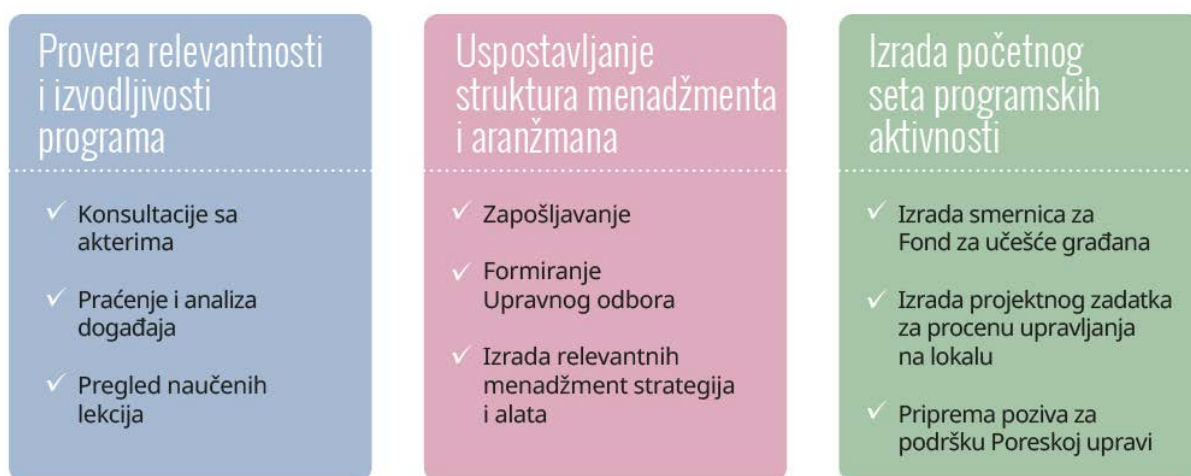 Provera relevantnosti
i izvodljivosti
programa
Konsultacije sa
akterima
Praćenje i analiza
događaja
Pregled naučenih
lekcija
Uspostavljanje
struktura menadžmenta
i aranžmana
Zapošljavanje
Formiranje
Upravnog odbora
Izrada relevantnih
menadžment strategija
i alata
Izrada početnog
seta programskih
aktivnosti
Izrada smernica za
Fond za učešće građana
Izrada projektnog zadatka
za procenu upravljanja
na lokalu
Priprema poziva za
podršku Poreskoj upravi